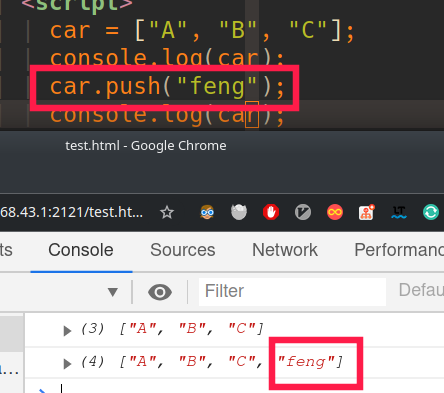 <script>
car = ["A", "B", "C"];
console.log(car);
car.push("feng");
console.log(car);
test.html - Google Chrome
68.43.1:2121/test.ht...
ts Console Sources Network Performanc
Filter Defau
(3) ["A", "B", "C"]
(4) ["A", "B", "C", "feng"]